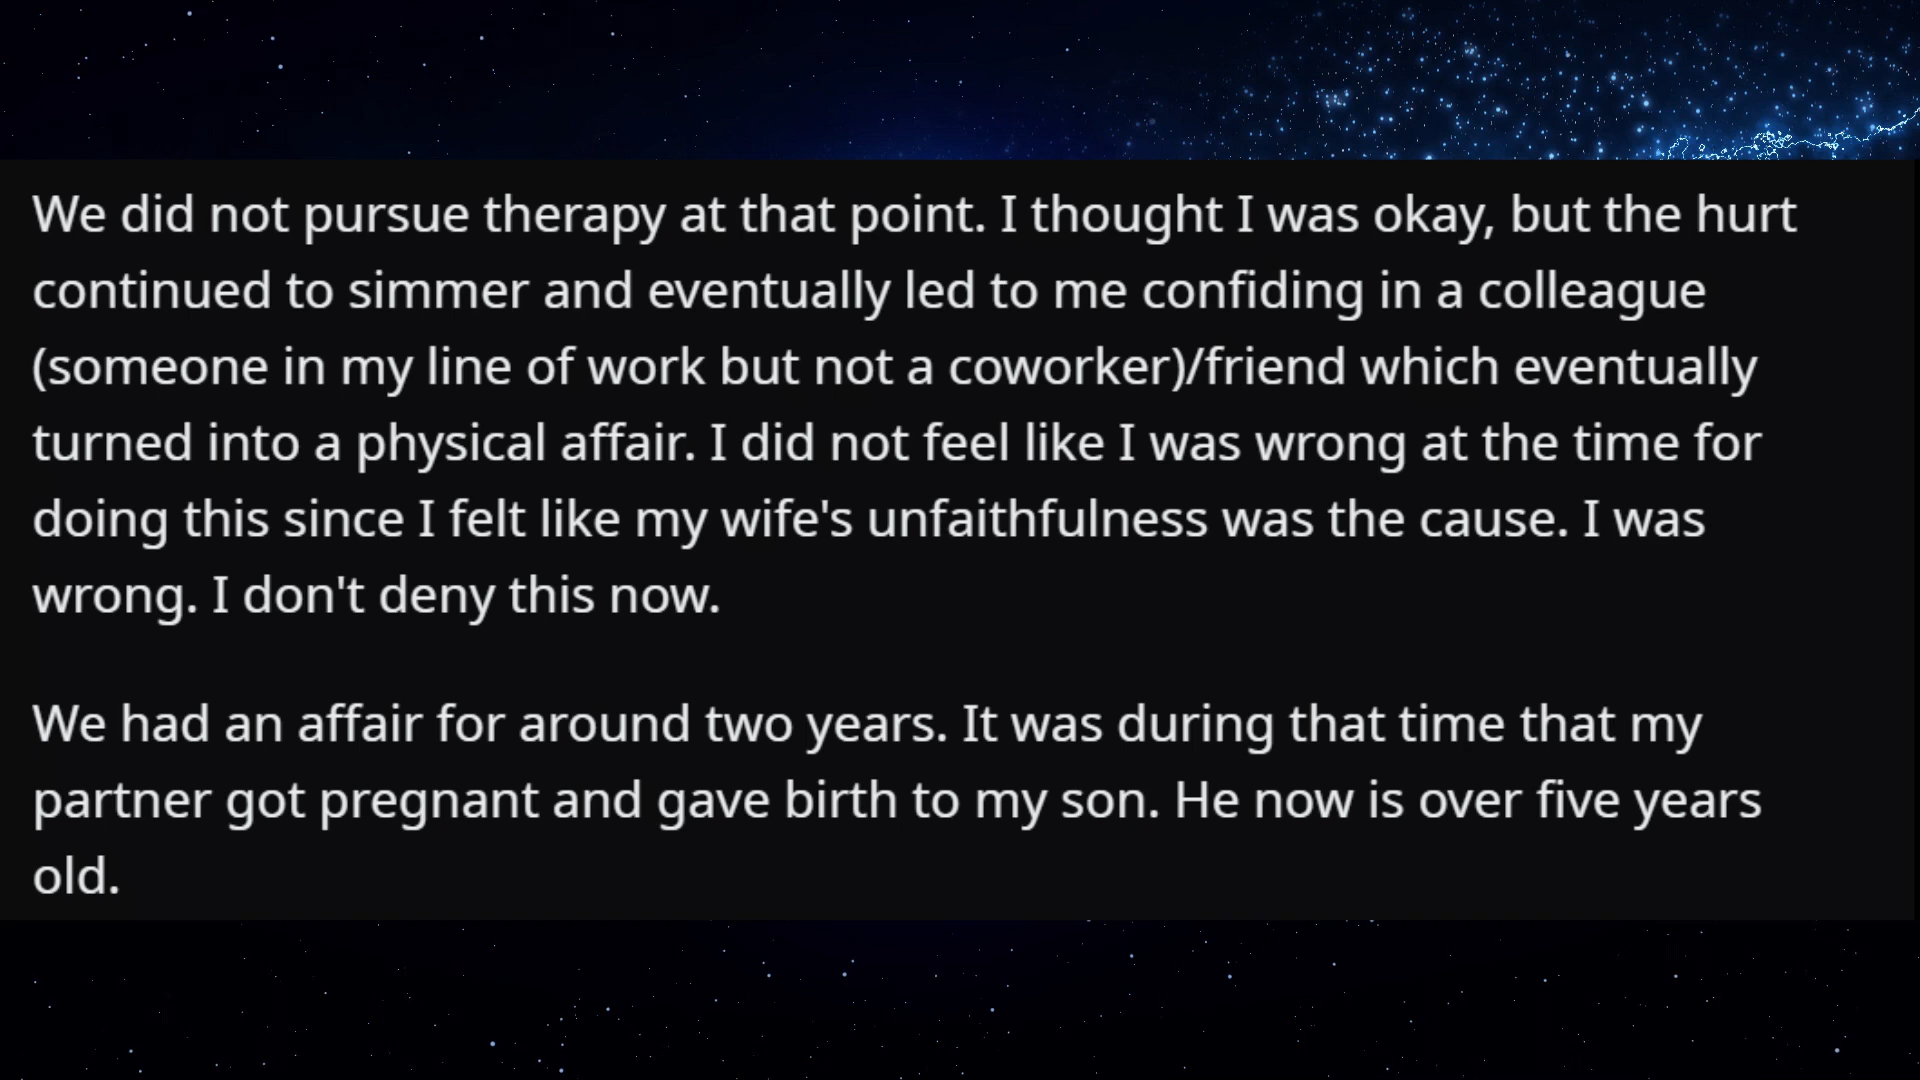 We did not pursue therapy at that point. I thought I was okay, but the hurt
continued to simmer and eventually led to me confiding in a colleague
(someone in my line of work but not a coworker)/friend which eventually
turned into a physical affair. I did not feel like I was wrong at the time for
doing this since I felt like my wife's unfaithfulness was the cause. I was
wrong. I don't deny this now.
We had an affair for around two years. It was during that time that my
partner got pregnant and gave birth to my son. He now is over five years
old.